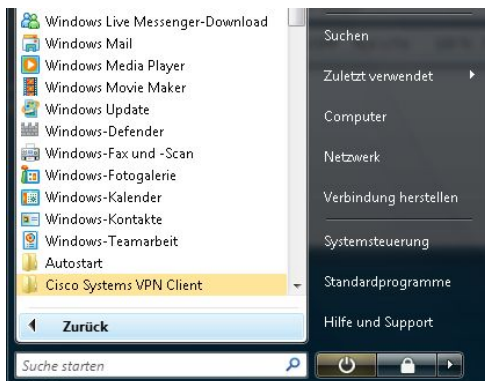 Windows Live Messenger-Download
Windows Mail
Windows Media Player
Windows Movie Maker
Windows Update
Windows-Defender
Windows-Fax und -Scan
Windows-Fotogalerie
Windows-Kalender
Windows-Kontakte
Windows-Teamarbeit
Autostart
Cisco Systems VPN Client
Zurück
Suche starten
Suchen
Zuletzt verwendet
Computer
Netzwerk
Verbindung herstellen
Systemsteuerung
Standardprogramme
Hilfe und Support